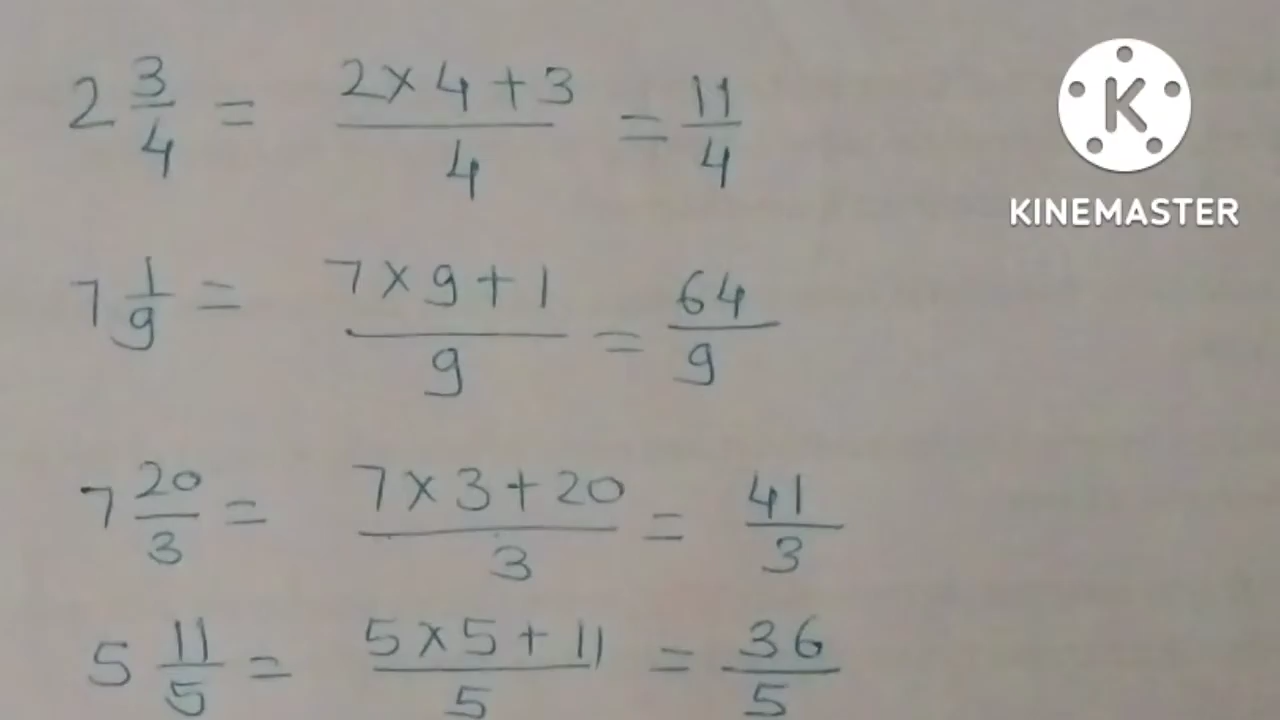 2 3/4 = 2×4+3/4 = 11/4
KINEMASTER
7 1/9 = 7×9+1/9 = 64/9
7 20/3 = 7×3+20/3 = 41/3
5 11/5 = 5×5+11/5 = 36/5